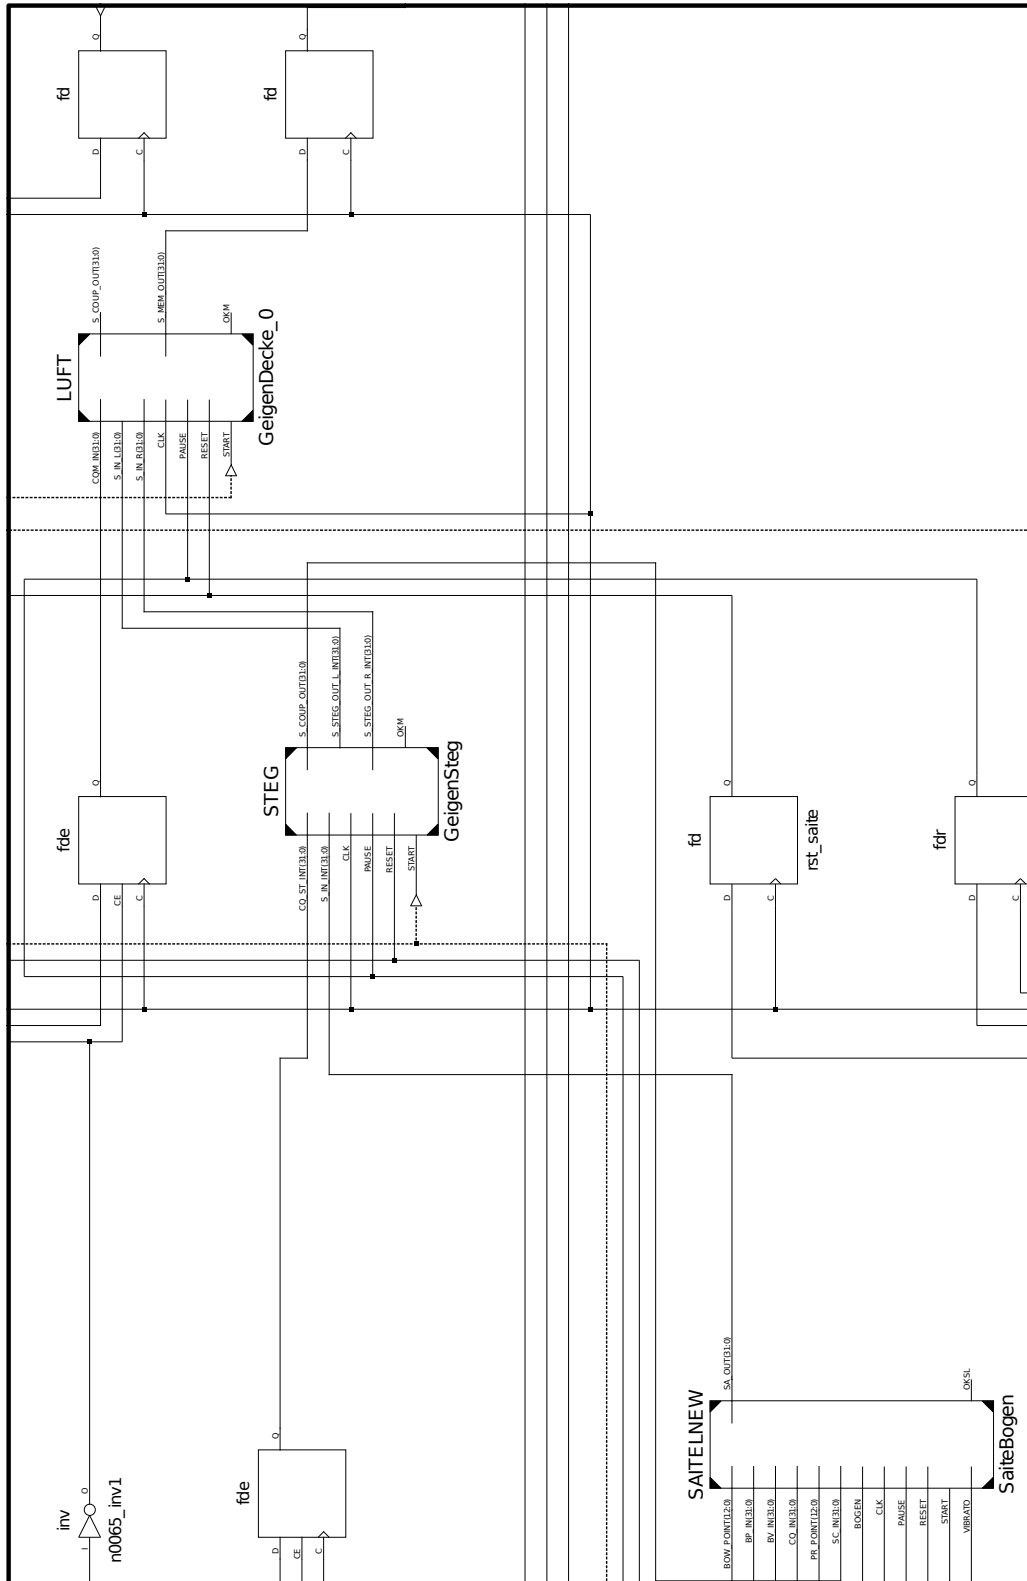 Q
Q
fd
fd
D
C
D
C
S_COUP_OUT(31:0)
S_MEM_OUT(31:0)
OKM
LUFT
GeigenDecke_0
CQM_IN(31:0)
S_IN_L(31:0)
S_IN_R(31:0)
CLK
PAUSE
RESET
START
S_COUP_OUT(31:0)
S_STEG_OUT_L_INT(31:0)
S_STEG_OUT_R_INT(31:0)
OKM
STEG
GeigenSteg
CQ_ST_INT(31:0)
S_IN_INT(31:0)
CLK
PAUSE
RESET
START
Q
fde
D
CE
C
Q
fd
rst_saite
D
C
Q
fdr
D
C
SA_OUT(31:0)
OKSL
SAITELNEW
SaiteBogen
BOW_POINT(12:0)
BP_IN(31:0)
BV_IN(31:0)
CQ_IN(31:0)
PR_POINT(12:0)
SC_IN(31:0)
BOGEN
CLK
PAUSE
RESET
START
VIBRATO
Q
fde
D
CE
C
O
inv
n0065_inv1
I